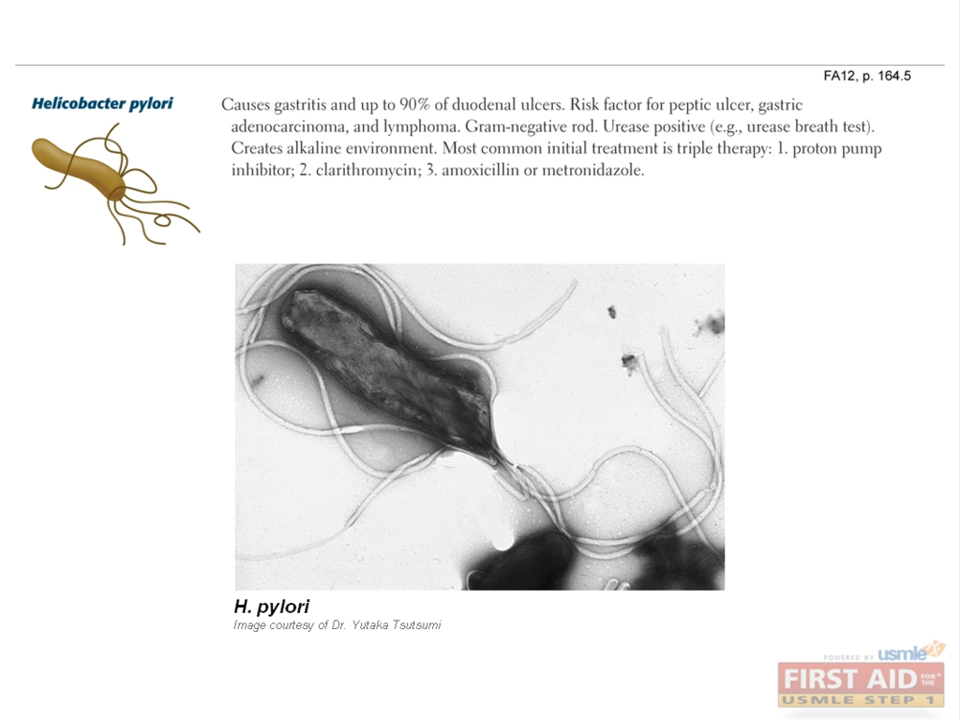 FA12, p. 164.5
Helicobacter pylori
Causes gastritis and up to 90% of duodenal ulcers. Risk factor for peptic ulcer, gastric
adenocarcinoma, and lymphoma. Gram-negative rod. Urease positive (e.g., urease breath test).
Creates alkaline environment. Most common initial treatment is triple therapy: 1. proton pump
inhibitor; 2. clarithromycin; 3. amoxicillin or metronidazole.
H. pylori
Image courtesy of Dr. Yutaka Tsutsumi
POWERED BY usmle
FIRST AID FOR THE®
USMLE STEP 1